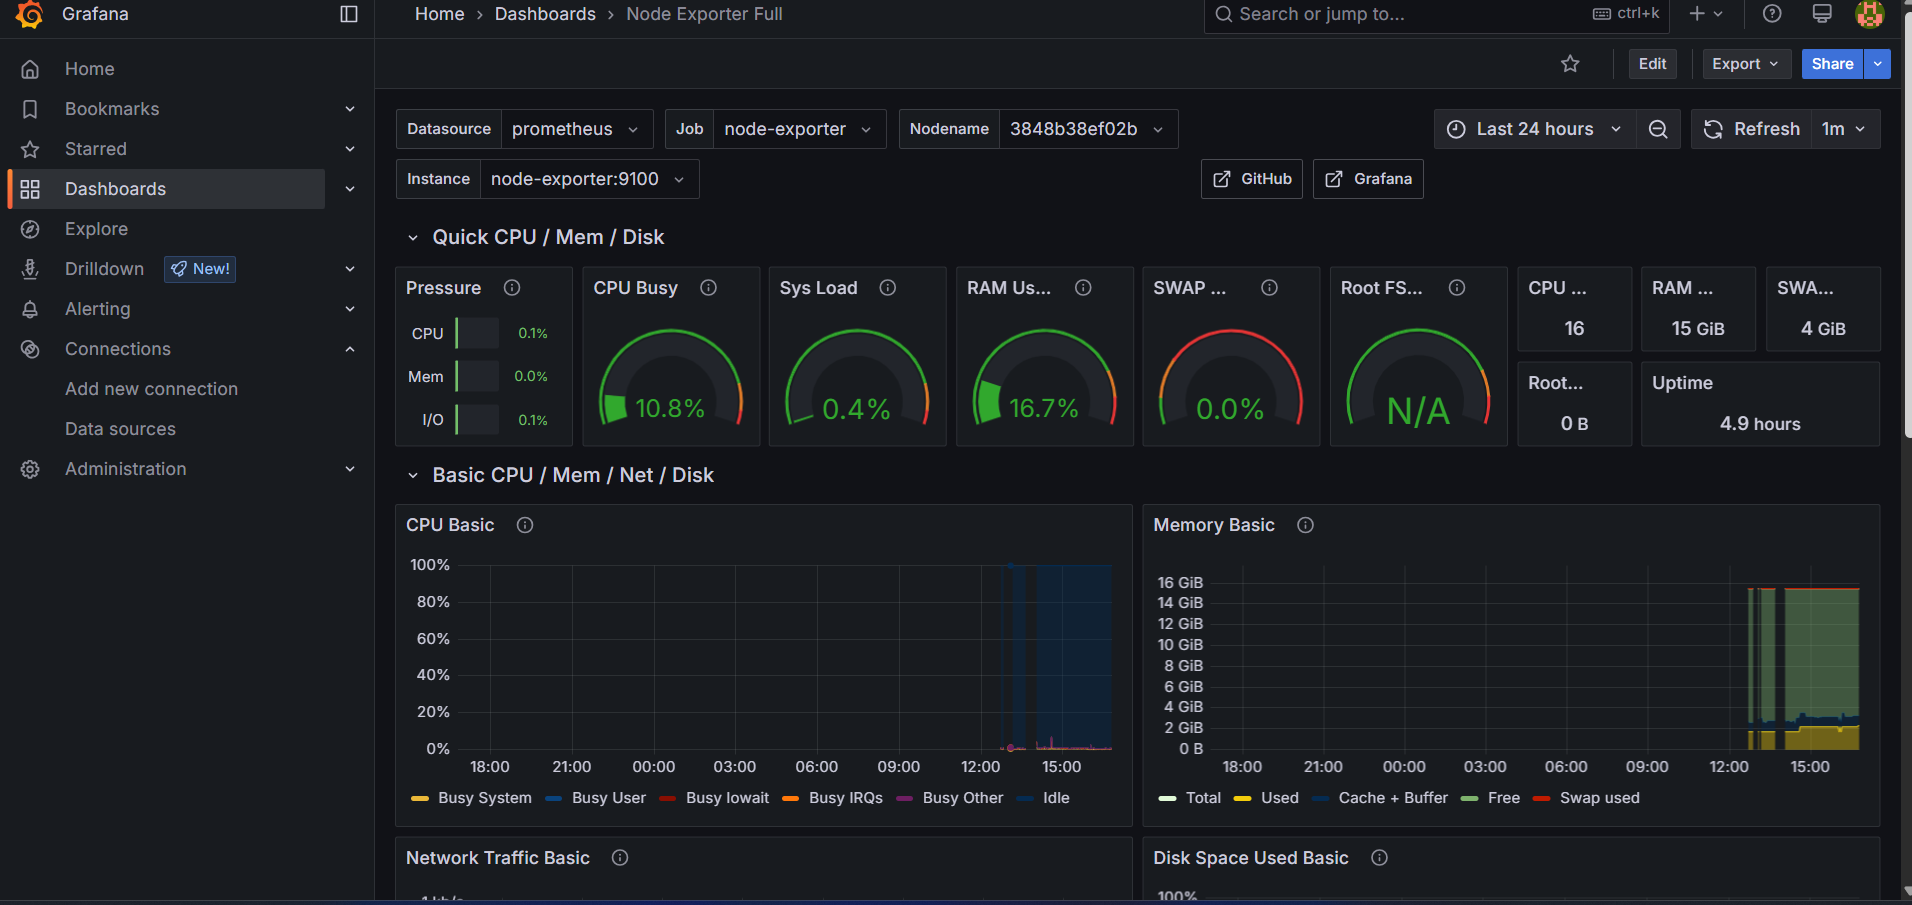 Grafana
Home › Dashboards › Node Exporter Full
Search or jump to...
ctrl+k
Home
Bookmarks
Starred
Dashboards
Explore
Drilldown
New!
Alerting
Connections
Add new connection
Data sources
Administration
Edit
Export
Share
Datasource
prometheus
Job
node-exporter
Nodename
3848b38ef02b
Last 24 hours
Refresh
1m
Instance
node-exporter:9100
GitHub
Grafana
Quick CPU / Mem / Disk
Pressure
CPU
0.1%
Mem
0.0%
I/O
0.1%
CPU Busy
10.8%
Sys Load
0.4%
RAM Us...
16.7%
SWAP ...
0.0%
Root FS...
N/A
CPU ...
16
RAM ...
15 GiB
SWA...
4 GiB
Root...
0 B
Uptime
4.9 hours
Basic CPU / Mem / Net / Disk
CPU Basic
100%
80%
60%
40%
20%
0%
18:00 21:00 00:00 03:00 06:00 09:00 12:00 15:00
Busy System Busy User Busy Iowait Busy IRQs Busy Other Idle
Memory Basic
16 GiB
14 GiB
12 GiB
10 GiB
8 GiB
6 GiB
4 GiB
2 GiB
0 B
18:00 21:00 00:00 03:00 06:00 09:00 12:00 15:00
Total Used Cache + Buffer Free Swap used
Network Traffic Basic
Disk Space Used Basic
100%